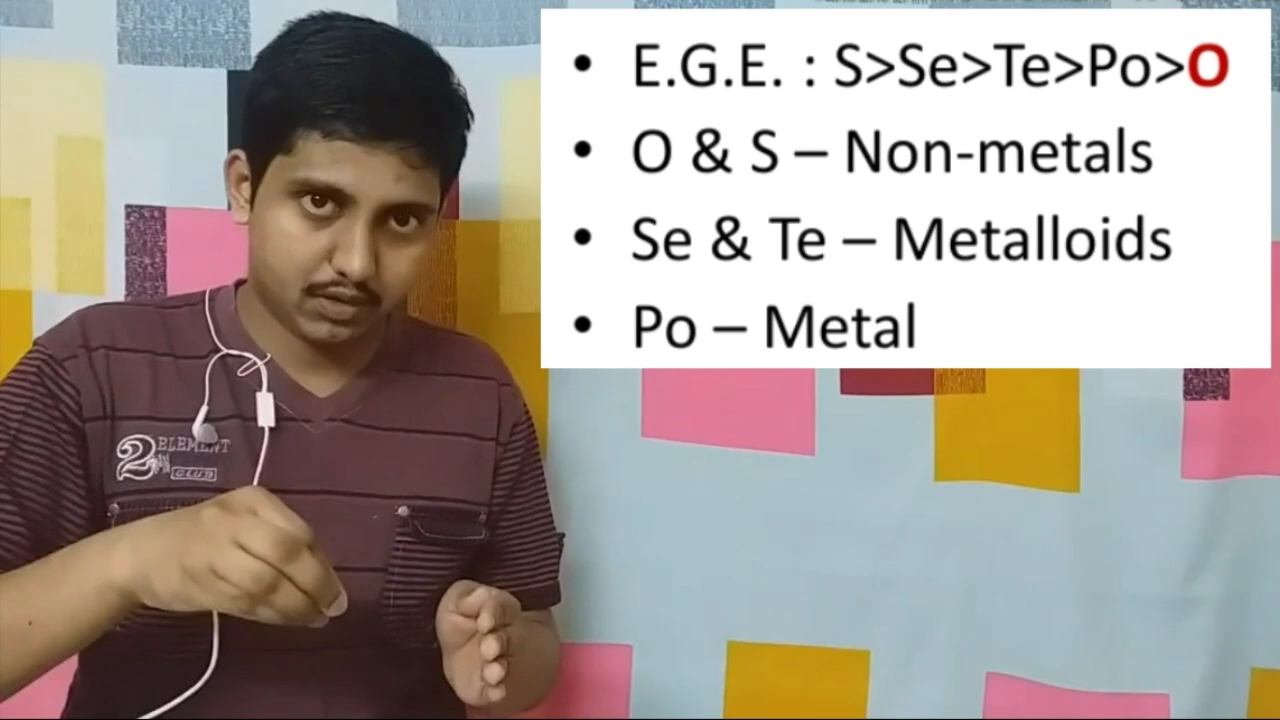 • E.G.E. : S>Se>Te>Po>O
• O & S – Non-metals
• Se & Te – Metalloids
• Po – Metal
2
ELEMENT
CLUB